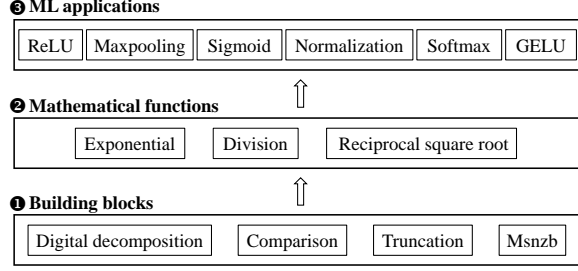 ❸ ML applications
ReLU Maxpooling Sigmoid Normalization Softmax GELU
❷ Mathematical functions
Exponential Division Reciprocal square root
❶ Building blocks
Digital decomposition Comparison Truncation Msnzb